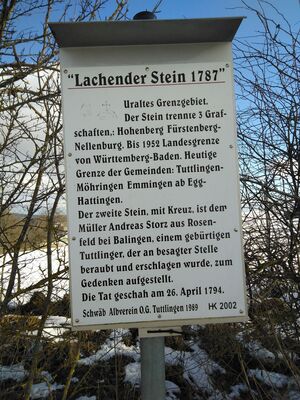 "Lachender Stein 1787"
Uraltes Grenzgebiet.
Der Stein trennte 3 Graf-
schaften,: Hohenberg Fürstenberg-
Nellenburg. Bis 1952 Landesgrenze
von Württemberg-Baden. Heutige
Grenze der Gemeinden: Tuttlingen-
Möhringen Emmingen ab Egg-
Hattingen.
Der zweite Stein, mit Kreuz, ist dem
Müller Andreas Storz aus Rosen-
feld bei Balingen, einem gebürtigen
Tuttlinger, der an besagter Stelle
beraubt und erschlagen wurde, zum
Gedenken aufgestellt.
Die Tat geschah am 26. April 1794.
Schwäb Albverein O.G. Tuttlingen 1989 HK 2002